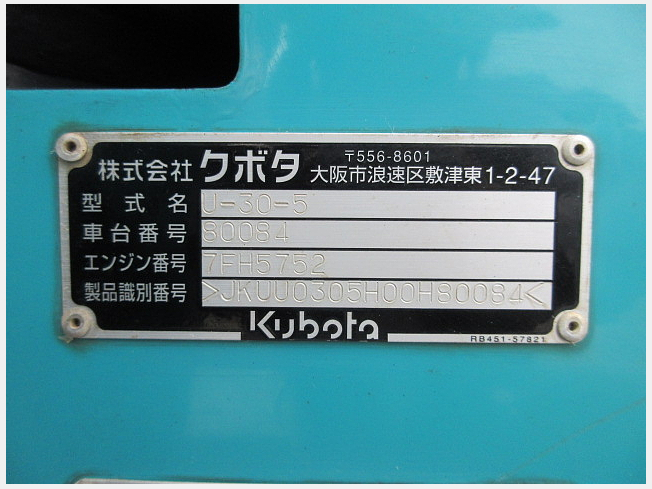 株式会社 クボタ 〒556-8601
大阪市浪速区敷津東1-2-47
型式名 U-30-5
車台番号 80084
エンジン番号 7FH5752
製品識別番号 >JKUU0305H00H80084<
Kubota
RB451-57821